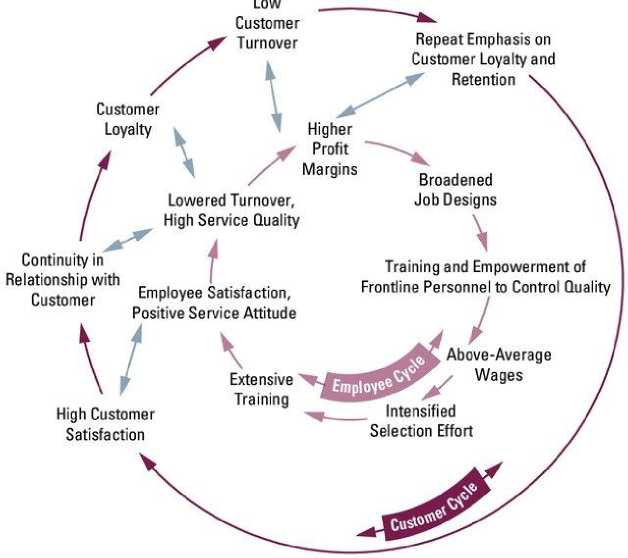 Low
Customer
Turnover
Repeat Emphasis on
Customer Loyalty and
Retention
Customer
Loyalty
Higher
Profit
Margins
Broadened
Job Designs
Lowered Turnover,
High Service Quality
Continuity in
Relationship with
Customer
Training and Empowerment of
Frontline Personnel to Control Quality
Employee Satisfaction,
Positive Service Attitude
Above-Average
Wages
Employee Cycle
Extensive
Training
Intensified
Selection Effort
High Customer
Satisfaction
Customer Cycle